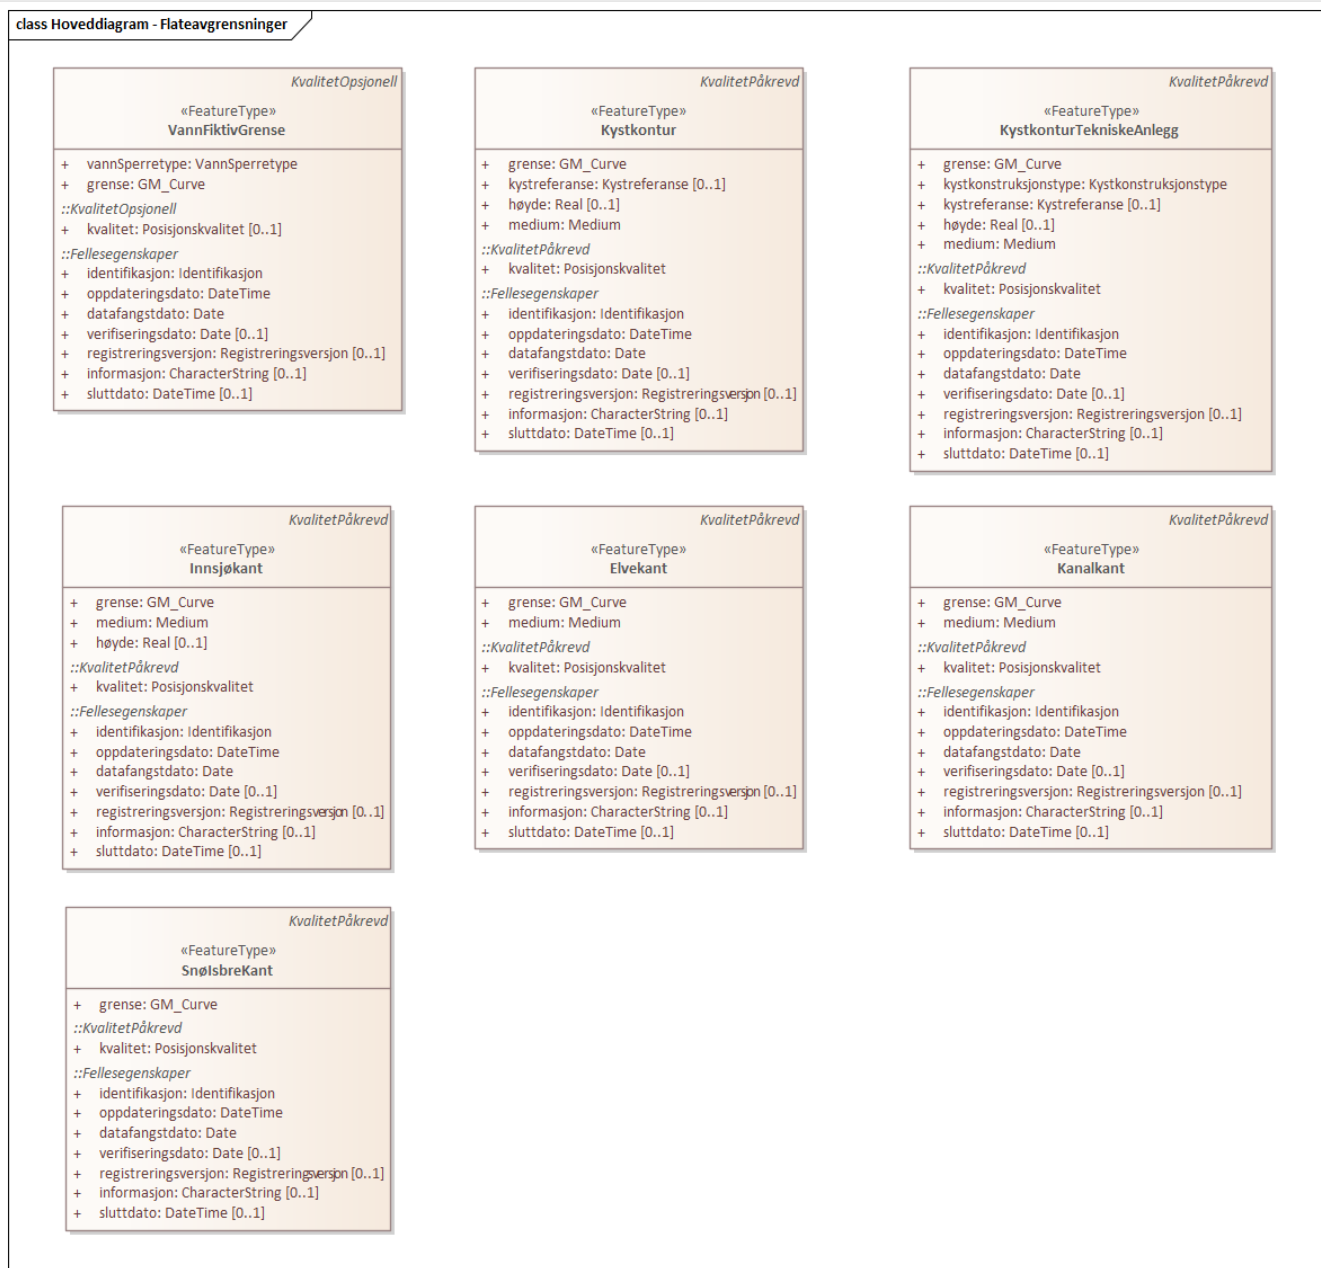 class Hoveddiagram - Flateavgrensninger
KvalitetOpsjonell
«FeatureType»
VannFiktivGrense
+ vannSperretype: VannSperretype
+ grense: GM_Curve
::KvalitetOpsjonell
+ kvalitet: Posisjonskvalitet [0..1]
::Fellesegenskaper
+ identifikasjon: Identifikasjon
+ oppdateringsdato: DateTime
+ datafangstdato: Date
+ verifiseringsdato: Date [0..1]
+ registreringsversjon: Registreringsversjon [0..1]
+ informasjon: CharacterString [0..1]
+ sluttdato: DateTime [0..1]
KvalitetPåkrevd
«FeatureType»
Kystkontur
+ grense: GM_Curve
+ kystreferanse: Kystreferanse [0..1]
+ høyde: Real [0..1]
+ medium: Medium
::KvalitetPåkrevd
+ kvalitet: Posisjonskvalitet
::Fellesegenskaper
+ identifikasjon: Identifikasjon
+ oppdateringsdato: DateTime
+ datafangstdato: Date
+ verifiseringsdato: Date [0..1]
+ registreringsversjon: Registreringsversjon [0..1]
+ informasjon: CharacterString [0..1]
+ sluttdato: DateTime [0..1]
KvalitetPåkrevd
«FeatureType»
KystkonturTekniskeAnlegg
+ grense: GM_Curve
+ kystkonstruksjonstype: Kystkonstruksjonstype
+ kystreferanse: Kystreferanse [0..1]
+ høyde: Real [0..1]
+ medium: Medium
::KvalitetPåkrevd
+ kvalitet: Posisjonskvalitet
::Fellesegenskaper
+ identifikasjon: Identifikasjon
+ oppdateringsdato: DateTime
+ datafangstdato: Date
+ verifiseringsdato: Date [0..1]
+ registreringsversjon: Registreringsversjon [0..1]
+ informasjon: CharacterString [0..1]
+ sluttdato: DateTime [0..1]
KvalitetPåkrevd
«FeatureType»
Innsjøkant
+ grense: GM_Curve
+ medium: Medium
+ høyde: Real [0..1]
::KvalitetPåkrevd
+ kvalitet: Posisjonskvalitet
::Fellesegenskaper
+ identifikasjon: Identifikasjon
+ oppdateringsdato: DateTime
+ datafangstdato: Date
+ verifiseringsdato: Date [0..1]
+ registreringsversjon: Registreringsversjon [0..1]
+ informasjon: CharacterString [0..1]
+ sluttdato: DateTime [0..1]
KvalitetPåkrevd
«FeatureType»
Elvekant
+ grense: GM_Curve
+ medium: Medium
::KvalitetPåkrevd
+ kvalitet: Posisjonskvalitet
::Fellesegenskaper
+ identifikasjon: Identifikasjon
+ oppdateringsdato: DateTime
+ datafangstdato: Date
+ verifiseringsdato: Date [0..1]
+ registreringsversjon: Registreringsversjon [0..1]
+ informasjon: CharacterString [0..1]
+ sluttdato: DateTime [0..1]
KvalitetPåkrevd
«FeatureType»
Kanalkant
+ grense: GM_Curve
+ medium: Medium
::KvalitetPåkrevd
+ kvalitet: Posisjonskvalitet
::Fellesegenskaper
+ identifikasjon: Identifikasjon
+ oppdateringsdato: DateTime
+ datafangstdato: Date
+ verifiseringsdato: Date [0..1]
+ registreringsversjon: Registreringsversjon [0..1]
+ informasjon: CharacterString [0..1]
+ sluttdato: DateTime [0..1]
KvalitetPåkrevd
«FeatureType»
SnøIsbreKant
+ grense: GM_Curve
::KvalitetPåkrevd
+ kvalitet: Posisjonskvalitet
::Fellesegenskaper
+ identifikasjon: Identifikasjon
+ oppdateringsdato: DateTime
+ datafangstdato: Date
+ verifiseringsdato: Date [0..1]
+ registreringsversjon: Registreringsversjon [0..1]
+ informasjon: CharacterString [0..1]
+ sluttdato: DateTime [0..1]